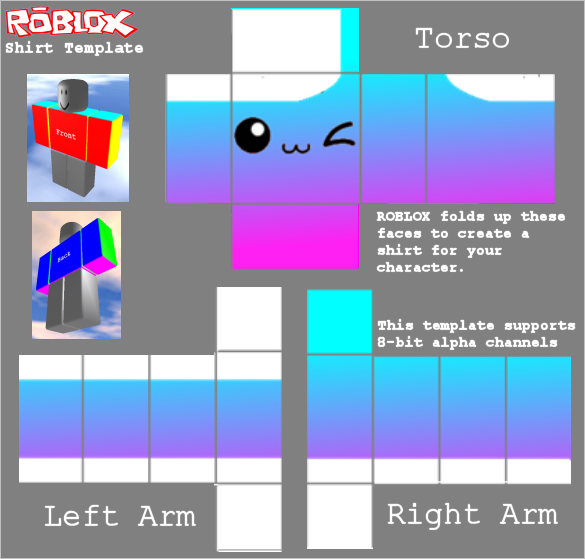 ROBLOX
Shirt Template
Torso
Front
Back
ROBLOX folds up these
faces to create a
shirt for your
character.
This template supports
8-bit alpha channels
Left Arm
Right Arm